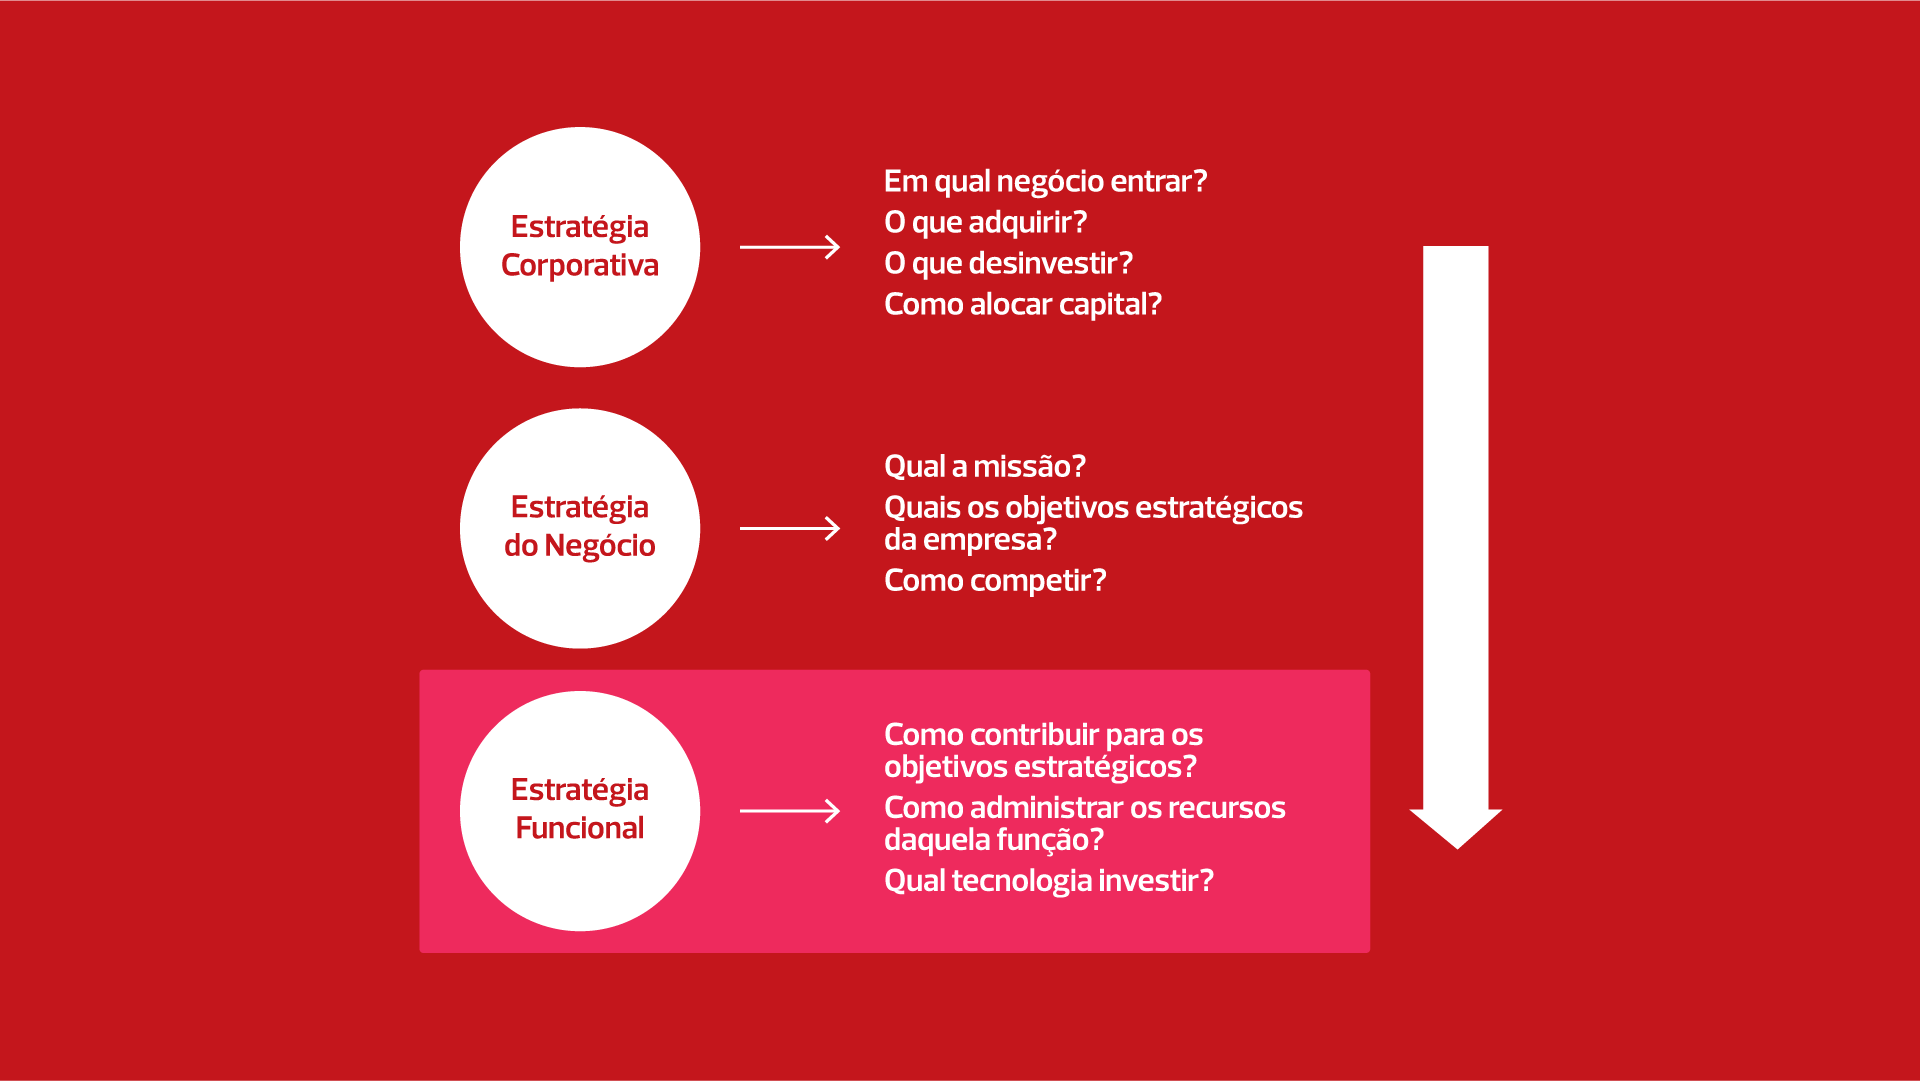 Estratégia
Corporativa
Em qual negócio entrar?
O que adquirir?
O que desinvestir?
Como alocar capital?
Estratégia
do Negócio
Qual a missão?
Quais os objetivos estratégicos
da empresa?
Como competir?
Estratégia
Funcional
Como contribuir para os
objetivos estratégicos?
Como administrar os recursos
daquela função?
Qual tecnologia investir?